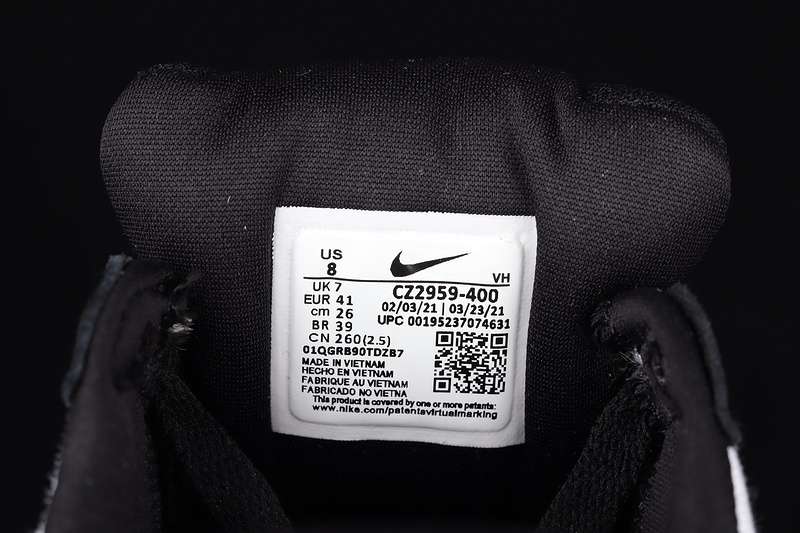 US
8
VH
UK 7
EUR 41
cm 26
BR 39
CN 260(2.5)
CZ2959-400
02/03/21 | 03/23/21
UPC 00195237074631
01QGRB90TDZB7
MADE IN VIETNAM
HECHO EN VIETNAM
FABRIQUE AU VIETNAM
FABRICADO NO VIETNA
This product is covered by one or more patents:
www.nike.com/patentavirtualmarking